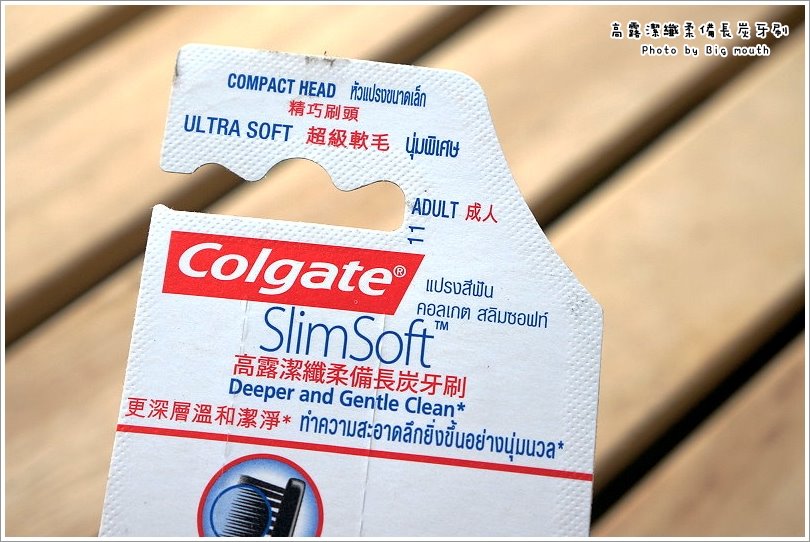 高露潔纖柔備長炭牙刷
Photo by Big mouth
COMPACT HEAD หัวแปรงขนาดเล็ก
精巧刷頭
ULTRA SOFT 超級軟毛 นุ่มพิเศษ
ADULT 成人
Colgate®
แปรงสีฟัน
คอลเกต สลิมซอฟท์
SlimSoft™
高露潔纖柔備長炭牙刷
Deeper and Gentle Clean*
更深層溫和潔淨* ทำความสะอาดลึกยิ่งขึ้นอย่างนุ่มนวล*